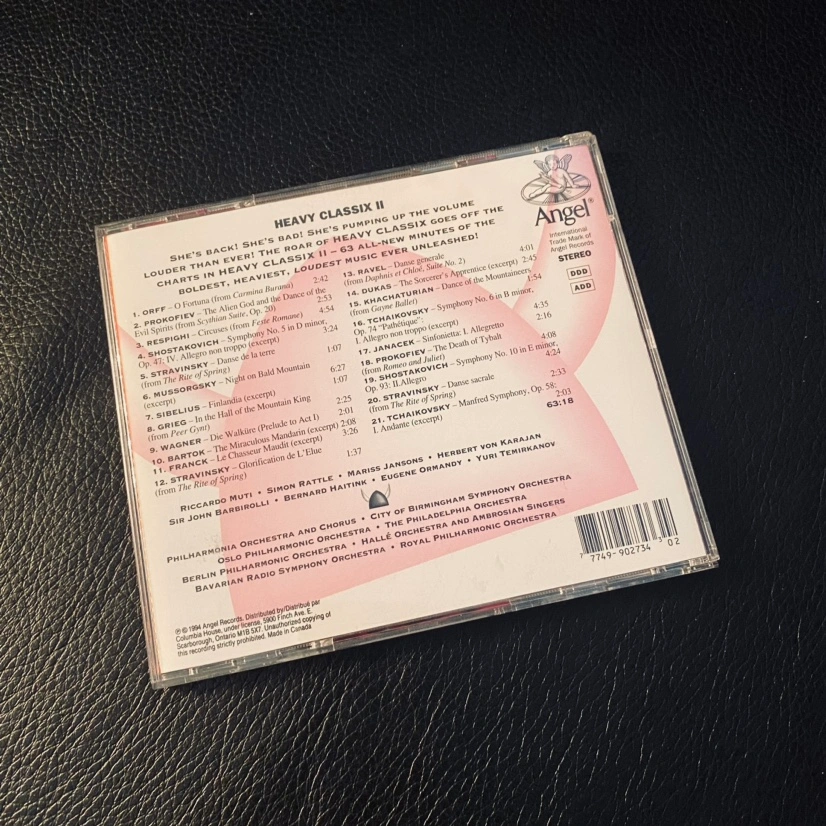 HEAVY CLASSIX II
SHE'S BACK! SHE'S BAD! SHE'S PUMPING UP THE VOLUME
LOUDER THAN EVER! THE ROAR OF HEAVY CLASSIX GOES OFF THE
CHARTS IN HEAVY CLASSIX II – 63 ALL-NEW MINUTES OF THE
BOLDEST, HEAVIEST, LOUDEST MUSIC EVER UNLEASHED!
1. ORFF – O Fortuna (from Carmina Burana) 2:42
2. PROKOFIEV – The Alien God and the Dance of the
Evil Spirits (from Scythian Suite, Op. 20) 2:53
3. RESPIGHI – Circuses (from Feste Romane) 4:54
4. SHOSTAKOVICH – Symphony No. 5 in D minor,
Op. 47: IV. Allegro non troppo (excerpt) 3:24
5. STRAVINSKY – Danse de la terre
(from The Rite of Spring) 1:07
6. MUSSORGSKY – Night on Bald Mountain
(excerpt) 6:27
7. SIBELIUS – Finlandia (excerpt) 1:07
8. GRIEG – In the Hall of the Mountain King
(from Peer Gynt) 2:25
9. WAGNER – Die Walküre (Prelude to Act I) 2:01
10. BARTOK – The Miraculous Mandarin (excerpt) 2:08
11. FRANCK – Le Chasseur Maudit (excerpt) 3:26
12. STRAVINSKY – Glorification de L'Elue
(from The Rite of Spring) 1:37
13. RAVEL – Danse generale
(from Daphnis et Chloé, Suite No. 2) 4:01
14. DUKAS – The Sorcerer's Apprentice (excerpt) 2:45
15. KHACHATURIAN – Dance of the Mountaineers
(from Gayne Ballet) 1:54
16. TCHAIKOVSKY – Symphony No. 6 in B minor,
Op. 74 "Pathétique":
I. Allegro non troppo (excerpt) 4:35
17. JANACEK – Sinfonietta: I. Allegretto 2:16
18. PROKOFIEV – The Death of Tybalt
(from Romeo and Juliet) 4:08
19. SHOSTAKOVICH – Symphony No. 10 in E minor,
Op. 93: II.Allegro 4:24
20. STRAVINSKY – Danse sacrale
(from The Rite of Spring) 2:33
21. TCHAIKOVSKY – Manfred Symphony, Op. 58:
I. Andante (excerpt) 2:03
63:18
RICCARDO MUTI • SIMON RATTLE • MARISS JANSONS • HERBERT VON KARAJAN
SIR JOHN BARBIROLLI • BERNARD HAITINK • EUGENE ORMANDY • YURI TEMIRKANOV
PHILHARMONIA ORCHESTRA AND CHORUS • CITY OF BIRMINGHAM SYMPHONY ORCHESTRA
OSLO PHILHARMONIC ORCHESTRA • THE PHILADELPHIA ORCHESTRA
BERLIN PHILHARMONIC ORCHESTRA • HALLÉ ORCHESTRA AND AMBROSIAN SINGERS
BAVARIAN RADIO SYMPHONY ORCHESTRA • ROYAL PHILHARMONIC ORCHESTRA
Angel®
International
Trade Mark of
Angel Records
STEREO
DDD
ADD
7 7749-902734 3 02
℗ © 1994 Angel Records. Distributed by/Distribué par
Columbia House, under license, 5900 Finch Ave. E.
Scarborough, Ontario M1B 5X7. Unauthorized copying of
this recording strictly prohibited. Made in Canada